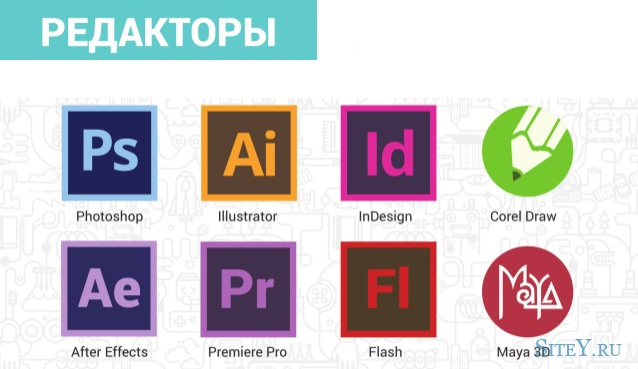 РЕДАКТОРЫ
Ps Ai Id
Photoshop Illustrator InDesign Corel Draw
Ae Pr Fl MAYA
After Effects Premiere Pro Flash Maya 3D
SITEY.RU